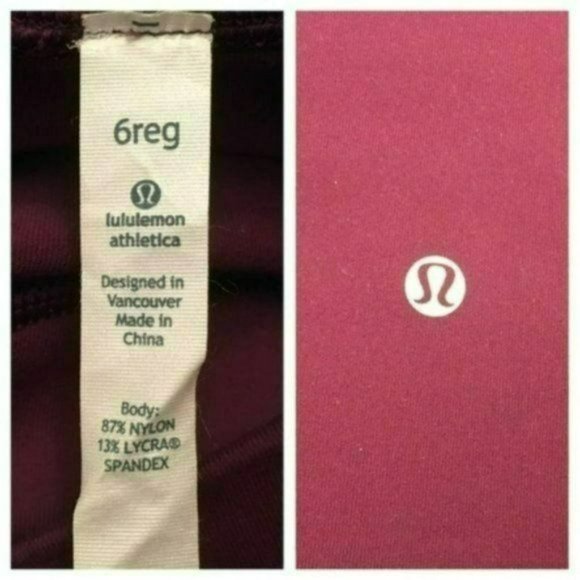 6reg
lululemon
athletica
Designed in
Vancouver
Made in
China
Body:
87% NYLON
13% LYCRA®
SPANDEX